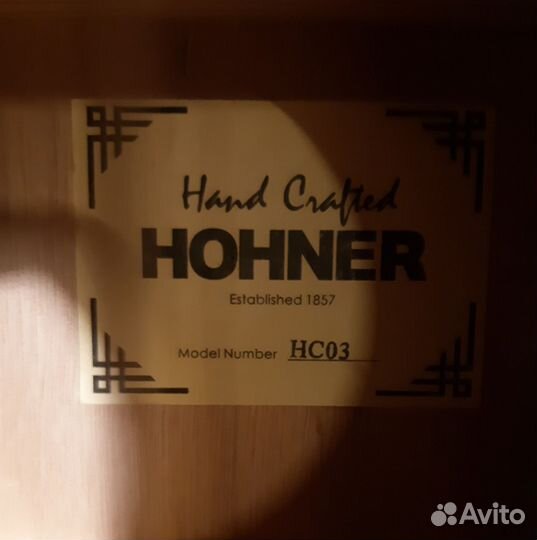 Hand Crafted
HOHNER
Established 1857
Model Number HC03
Avito